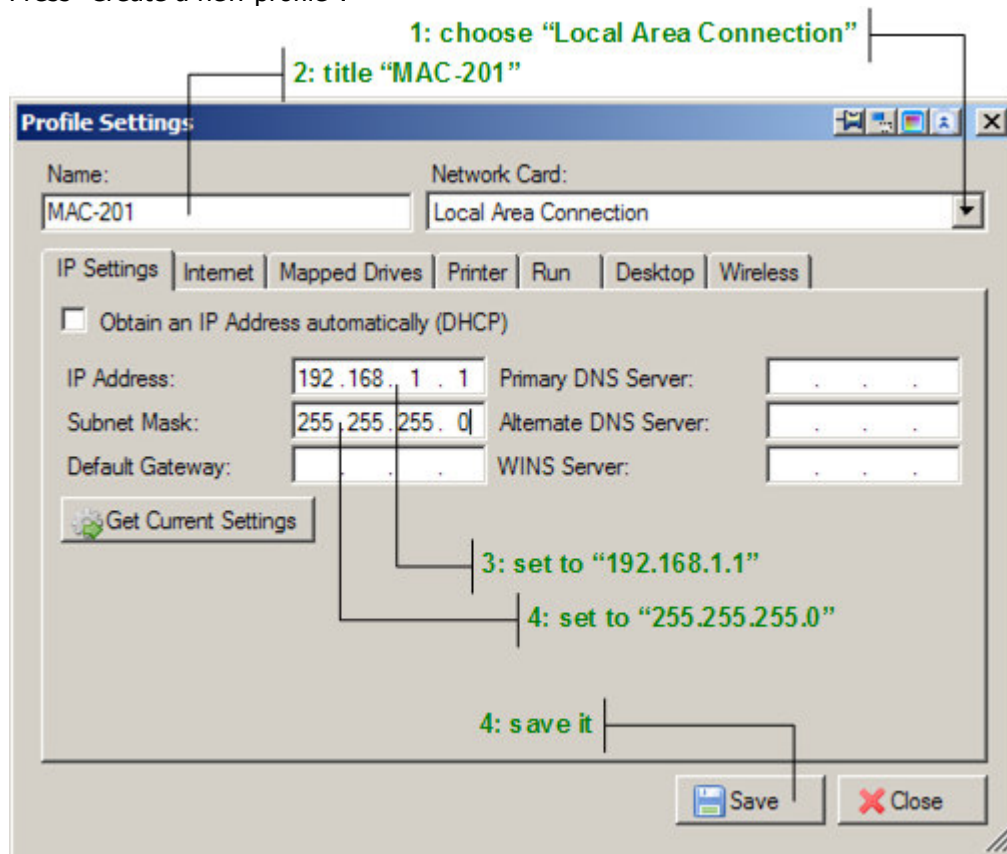 Press "Create a new profile".
1: choose “Local Area Connection”
2: title “MAC-201”
Profile Settings
Name: Network Card:
MAC-201 Local Area Connection
IP Settings Internet Mapped Drives Printer Run Desktop Wireless
Obtain an IP Address automatically (DHCP)
IP Address: 192.168. 1 . 1 Primary DNS Server: . . .
Subnet Mask: 255.255.255. 0 Alternate DNS Server: . . .
Default Gateway: . . . WINS Server: . . .
Get Current Settings
3: set to “192.168.1.1”
4: set to “255.255.255.0”
4: save it
Save Close